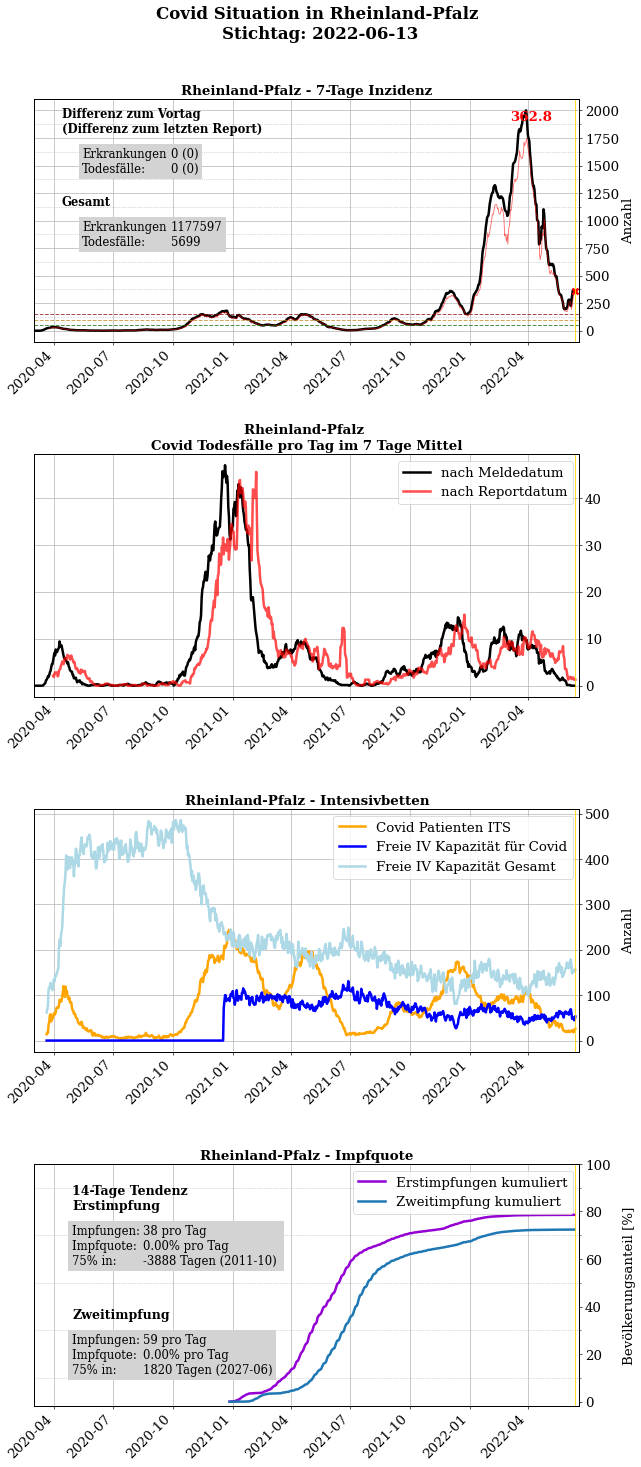 Covid Situation in Rheinland-Pfalz
Stichtag: 2022-06-13
Rheinland-Pfalz - 7-Tage Inzidenz
Differenz zum Vortag
(Differenz zum letzten Report)
Erkrankungen 0 (0)
Todesfälle: 0 (0)
Gesamt
Erkrankungen 1177597
Todesfälle: 5699
302.8
2000
1750
1500
1250
1000
750
500
250
0
Anzahl
2020-04
2020-07
2020-10
2021-01
2021-04
2021-07
2021-10
2022-01
2022-04
Rheinland-Pfalz
Covid Todesfälle pro Tag im 7 Tage Mittel
nach Meldedatum
nach Reportdatum
40
30
20
10
0
2020-04
2020-07
2020-10
2021-01
2021-04
2021-07
2021-10
2022-01
2022-04
Rheinland-Pfalz - Intensivbetten
Covid Patienten ITS
Freie IV Kapazität für Covid
Freie IV Kapazität Gesamt
500
400
300
200
100
0
Anzahl
2020-04
2020-07
2020-10
2021-01
2021-04
2021-07
2021-10
2022-01
2022-04
Rheinland-Pfalz - Impfquote
14-Tage Tendenz
Erstimpfung
Impfungen: 38 pro Tag
Impfquote: 0.00% pro Tag
75% in: -3888 Tagen (2011-10)
Zweitimpfung
Impfungen: 59 pro Tag
Impfquote: 0.00% pro Tag
75% in: 1820 Tagen (2027-06)
Erstimpfungen kumuliert
Zweitimpfung kumuliert
100
80
60
40
20
0
Bevölkerungsanteil [%]
2020-04
2020-07
2020-10
2021-01
2021-04
2021-07
2021-10
2022-01
2022-04